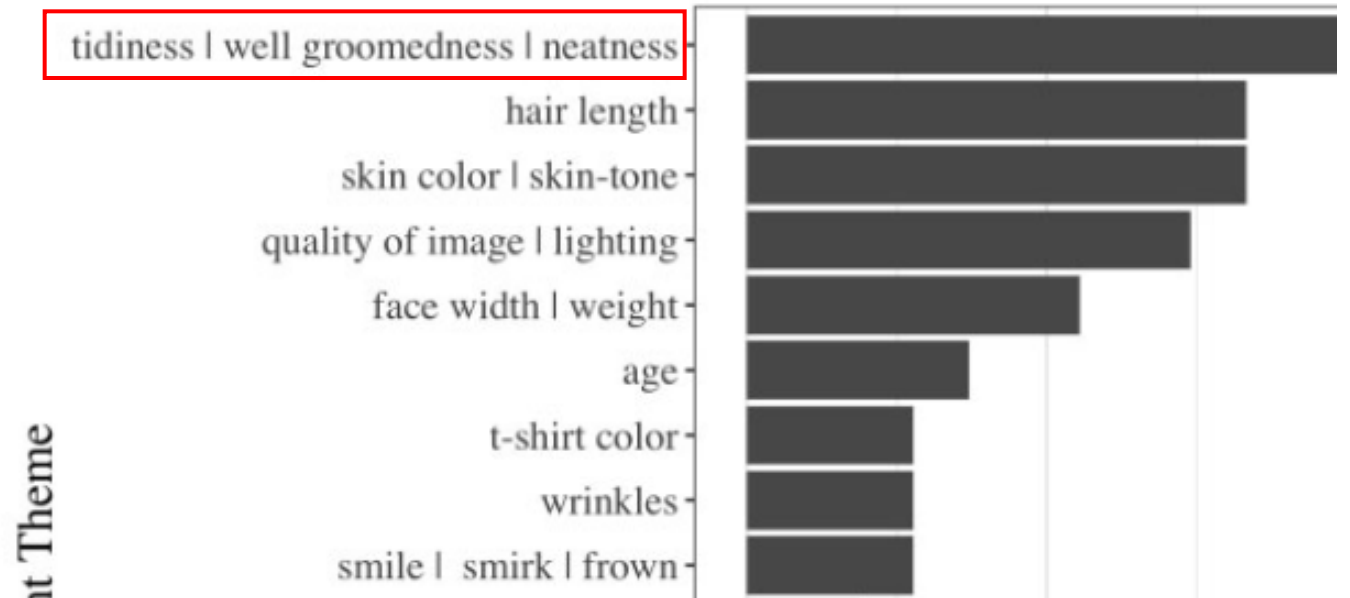 tidiness | well groomedness | neatness
hair length
skin color | skin-tone
quality of image | lighting
face width | weight
age
t-shirt color
wrinkles
smile | smirk | frown
Theme